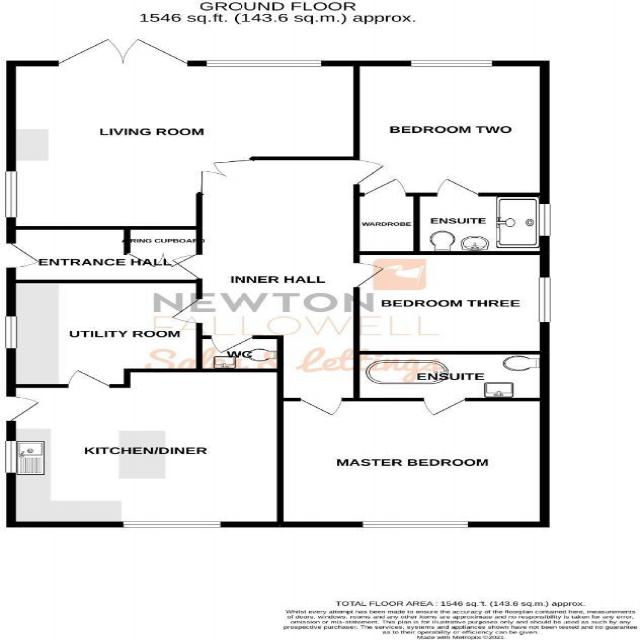 GROUND FLOOR
1546 sq.ft. (143.6 sq.m.) approx.
LIVING ROOM
BEDROOM TWO
WARDROBE
ENSUITE
AIRING CUPBOARD
ENTRANCE HALL
INNER HALL
BEDROOM THREE
NEWTON
FALLOWELL
Sales & Lettings
UTILITY ROOM
WC
ENSUITE
KITCHEN/DINER
MASTER BEDROOM
TOTAL FLOOR AREA : 1546 sq.ft. (143.6 sq.m.) approx.
Whilst every attempt has been made to ensure the accuracy of the floorplan contained here, measurements
of doors, windows, rooms and any other items are approximate and no responsibility is taken for any error,
omission or mis-statement. This plan is for illustrative purposes only and should be used as such by any
prospective purchaser. The services, systems and appliances shown have not been tested and no guarantee
as to their operability or efficiency can be given.
Made with Metropix ©2021